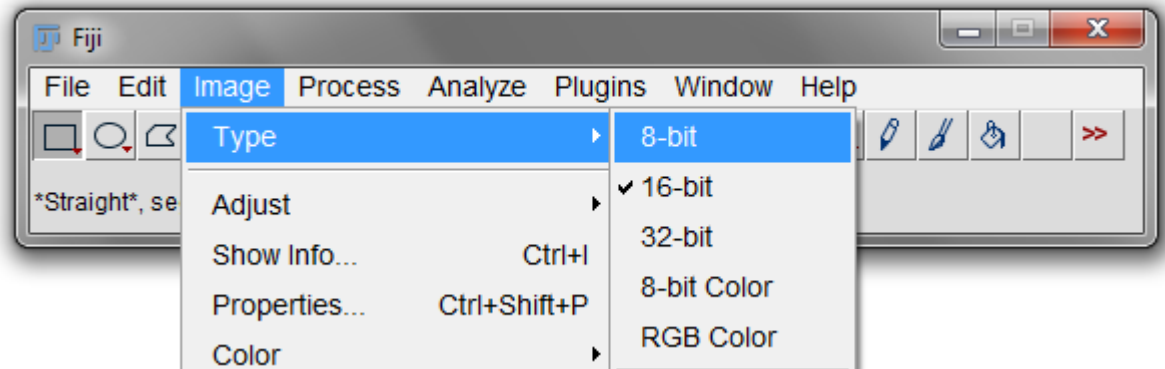 Fiji
File Edit Image Process Analyze Plugins Window Help
Type 8-bit
>>
*Straight*, se
Adjust 16-bit
32-bit
Show Info... Ctrl+I
8-bit Color
Properties... Ctrl+Shift+P
RGB Color
Color